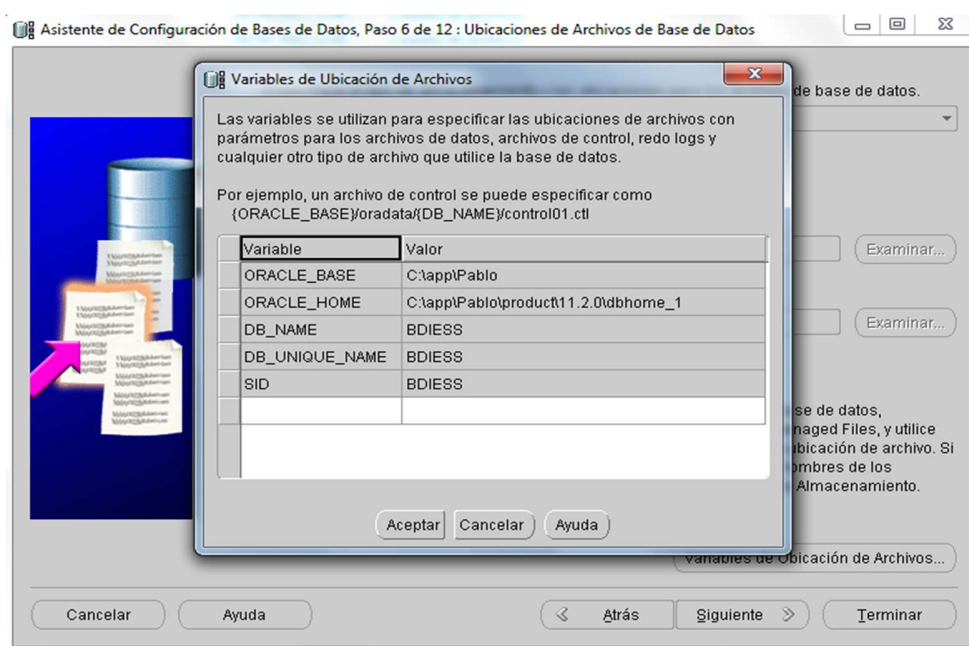 Asistente de Configuración de Bases de Datos, Paso 6 de 12 : Ubicaciones de Archivos de Base de Datos
Variables de Ubicación de Archivos
de base de datos.
Las variables se utilizan para especificar las ubicaciones de archivos con
parámetros para los archivos de datos, archivos de control, redo logs y
cualquier otro tipo de archivo que utilice la base de datos.
Por ejemplo, un archivo de control se puede especificar como
{ORACLE_BASE}/oradata/{DB_NAME}/control01.ctl
Variable Valor
ORACLE_BASE C:\app\Pablo
ORACLE_HOME C:\app\Pablo\product\11.2.0\dbhome_1
DB_NAME BDIESS
DB_UNIQUE_NAME BDIESS
SID BDIESS
Examinar...
Examinar...
se de datos,
naged Files, y utilice
ubicación de archivo. Si
ombres de los
Almacenamiento.
Aceptar Cancelar Ayuda
Variables de Ubicación de Archivos...
Cancelar Ayuda Atrás Siguiente Terminar